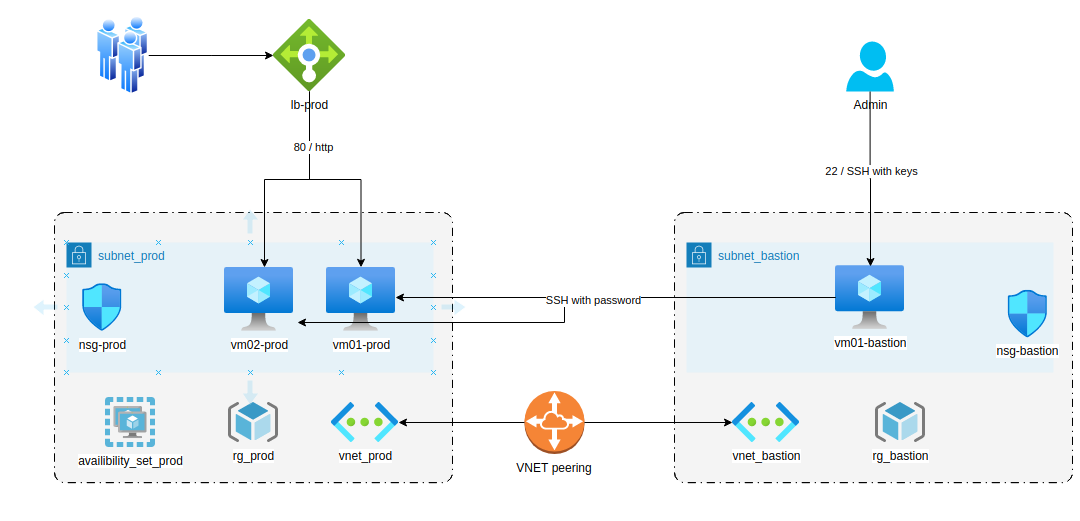 lb-prod
Admin
80 / http
22 / SSH with keys
subnet_prod
subnet_bastion
SSH with password
nsg-prod
vm02-prod
vm01-prod
vm01-bastion
nsg-bastion
availibility_set_prod
rg_prod
vnet_prod
VNET peering
vnet_bastion
rg_bastion